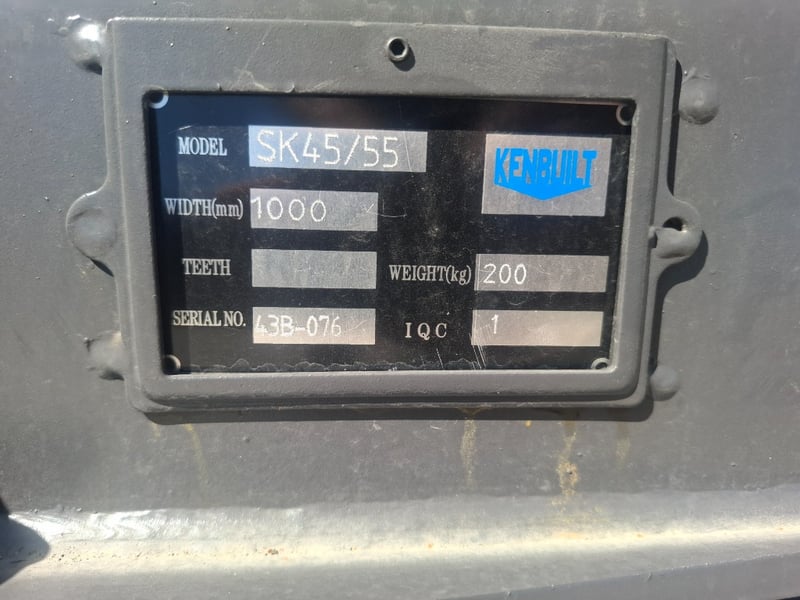 MODEL SK45/55
KENBUILT
WIDTH(mm) 1000
TEETH WEIGHT(kg) 200
SERIAL NO. 43B-076 IQC 1